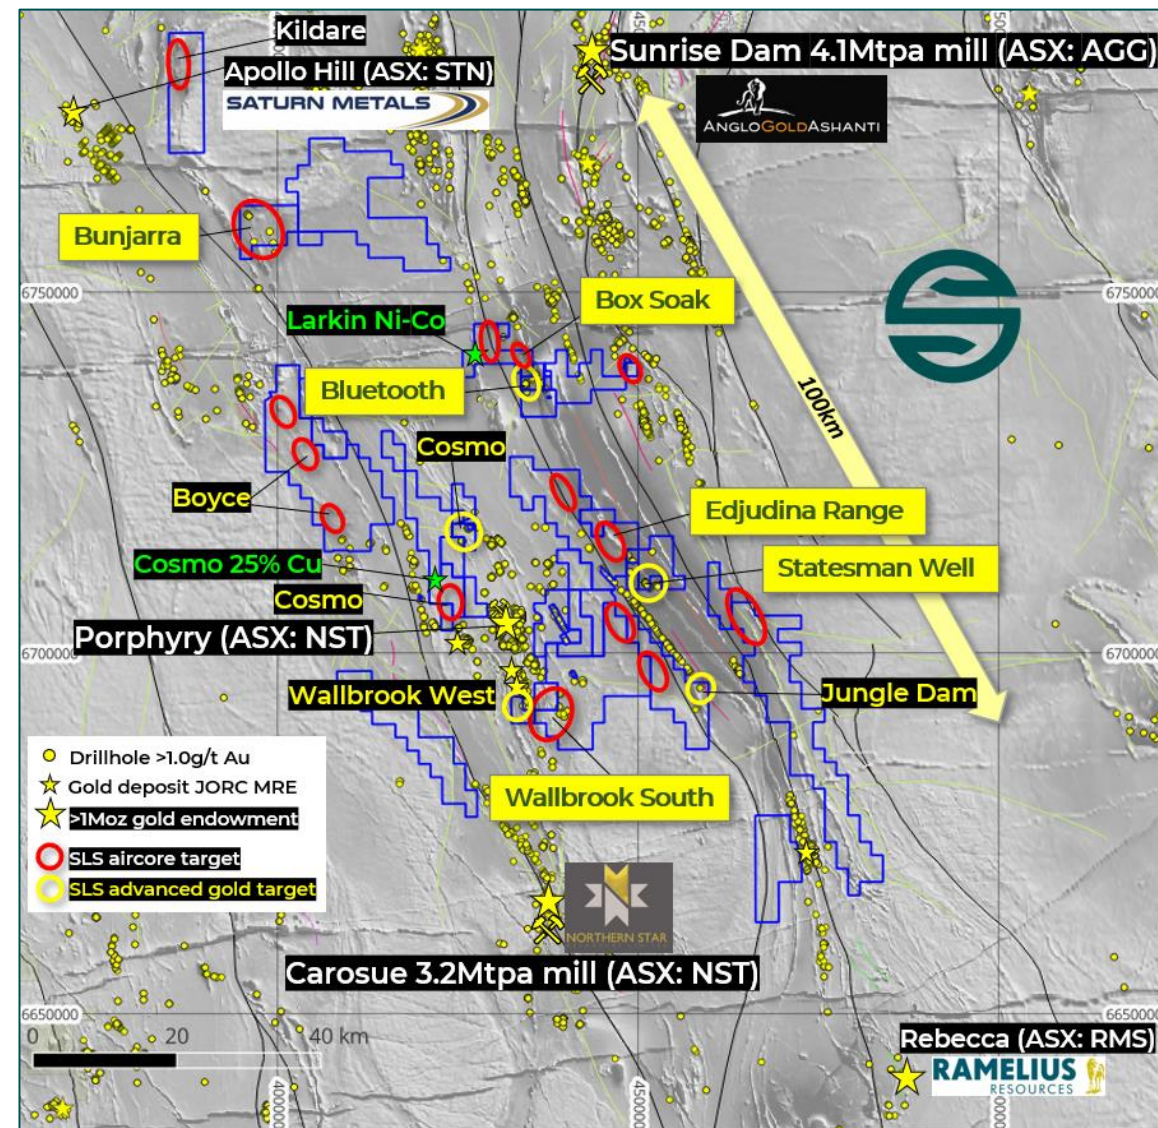 Kildare
Sunrise Dam 4.1Mtpa mill (ASX: AGG)
Apollo Hill (ASX: STN)
SATURN METALS
ANGLOGOLDASHANTI
Bunjarra
6750000
6750000
Larkin Ni-Co
Box Soak
Bluetooth
100km
Cosmo
Boyce
Edjudina Range
Cosmo 25% Cu
Statesman Well
Cosmo
Porphyry (ASX: NST)
6700000
6700000
Wallbrook West
Jungle Dam
Drillhole >1.0g/t Au
Gold deposit JORC MRE
>1Moz gold endowment
SLS aircore target
SLS advanced gold target
Wallbrook South
NORTHERN STAR
Carosue 3.2Mtpa mill (ASX: NST)
6650000
6650000
0 20 40 km
Rebecca (ASX: RMS)
RAMELIUS
RESOURCES
400000
450000